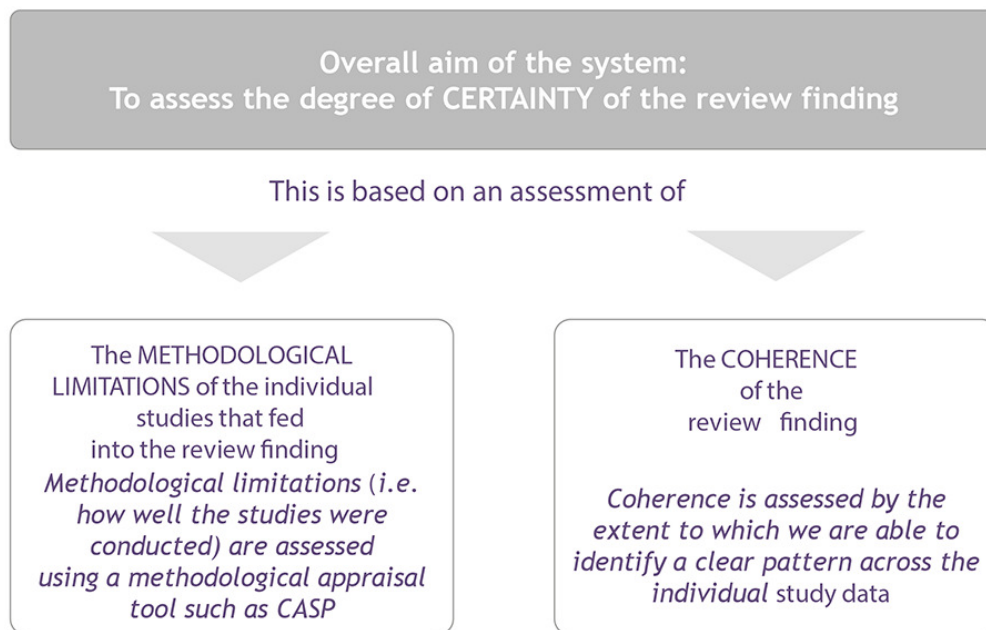 Overall aim of the system:
To assess the degree of CERTAINTY of the review finding
This is based on an assessment of
The METHODOLOGICAL
LIMITATIONS of the individual
studies that fed
into the review finding
Methodological limitations (i.e.
how well the studies were
conducted) are assessed
using a methodological appraisal
tool such as CASP
The COHERENCE
of the
review finding
Coherence is assessed by the
extent to which we are able to
identify a clear pattern across the
individual study data